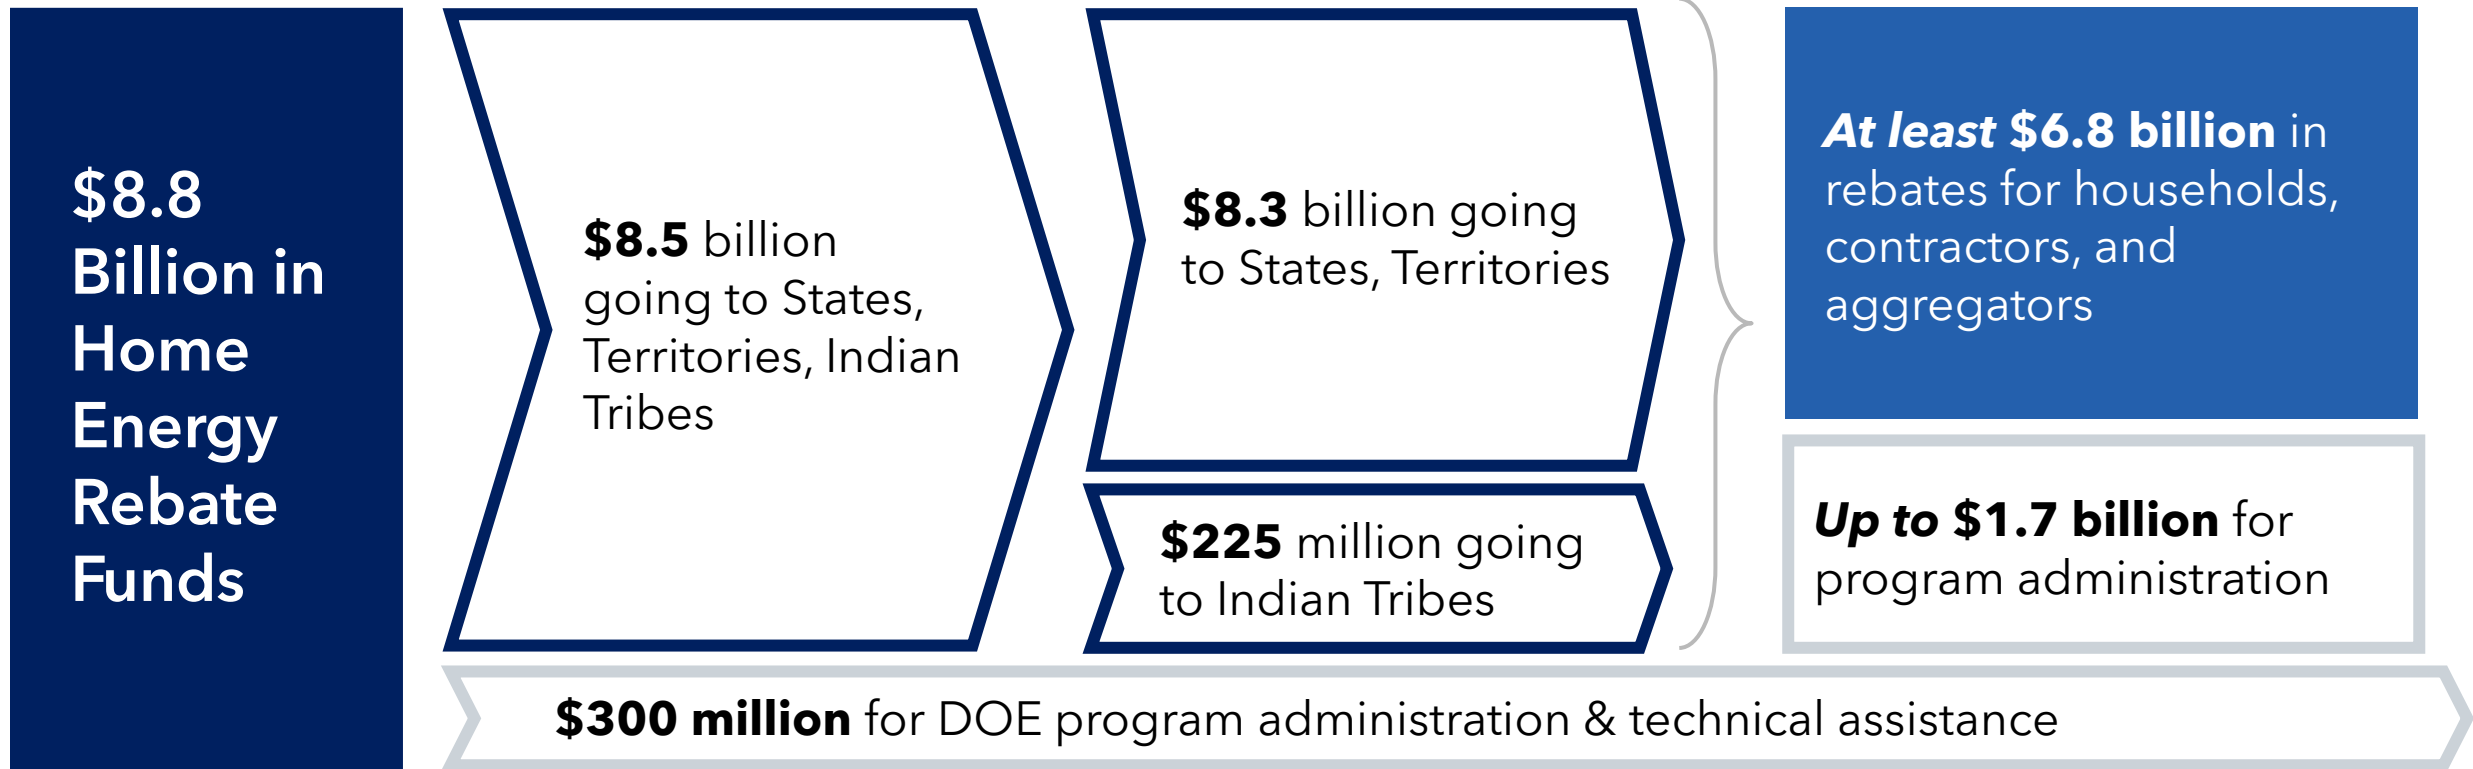 $8.8
Billion in
Home
Energy
Rebate
Funds
$8.5 billion
going to States,
Territories, Indian
Tribes
$8.3 billion going
to States, Territories
$225 million going
to Indian Tribes
At least $6.8 billion in
rebates for households,
contractors, and
aggregators
Up to $1.7 billion for
program administration
$300 million for DOE program administration & technical assistance